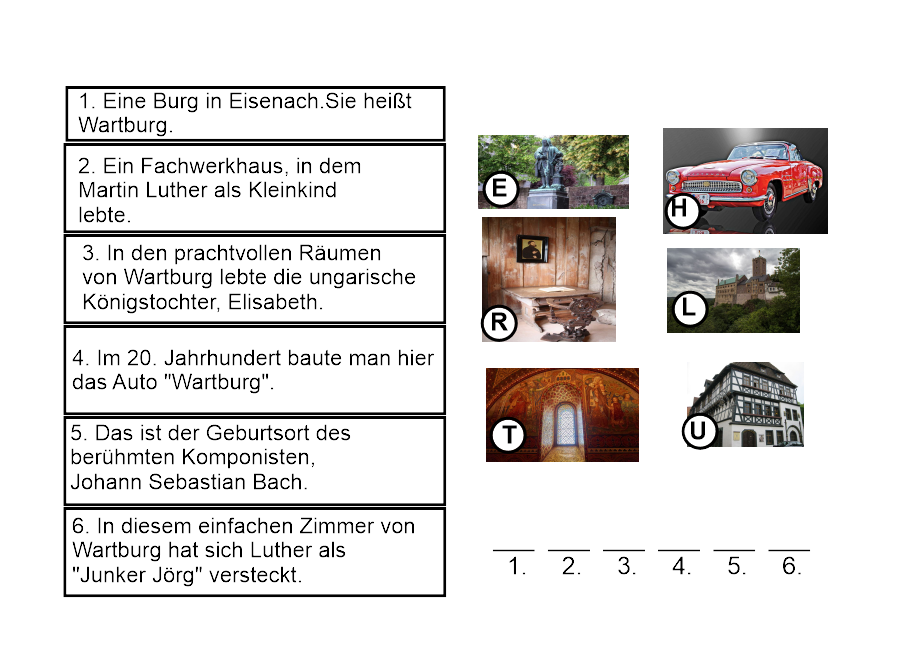 1. Eine Burg in Eisenach.Sie heißt
Wartburg.
2. Ein Fachwerkhaus, in dem
Martin Luther als Kleinkind
lebte.
3. In den prachtvollen Räumen
von Wartburg lebte die ungarische
Königstochter, Elisabeth.
4. Im 20. Jahrhundert baute man hier
das Auto "Wartburg".
5. Das ist der Geburtsort des
berühmten Komponisten,
Johann Sebastian Bach.
6. In diesem einfachen Zimmer von
Wartburg hat sich Luther als
"Junker Jörg" versteckt.
E
H
R
L
T
U
1. 2. 3. 4. 5. 6.